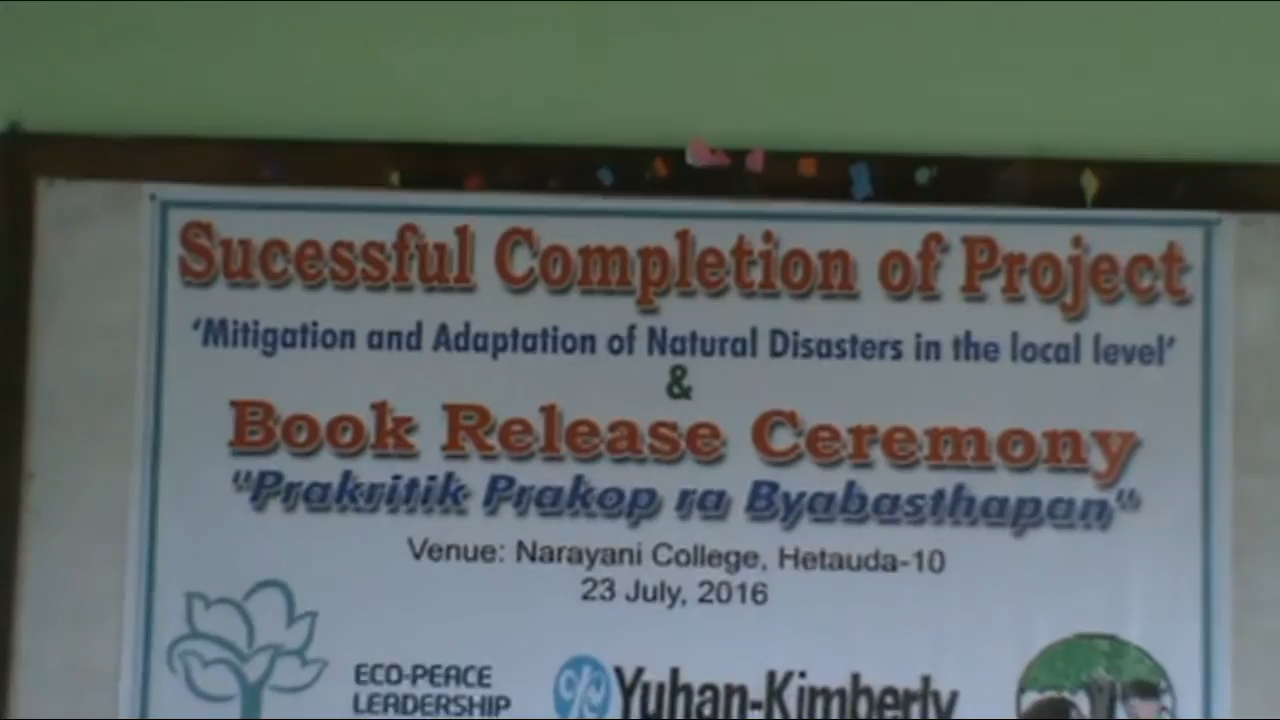 Sucessful Completion of Project
‘Mitigation and Adaptation of Natural Disasters in the local level’
&
Book Release Ceremony
"Prakritik Prakop ra Byabasthapan"
Venue: Narayani College, Hetauda-10
23 July, 2016
ECO-PEACE
LEADERSHIP
Yuhan-Kimberly